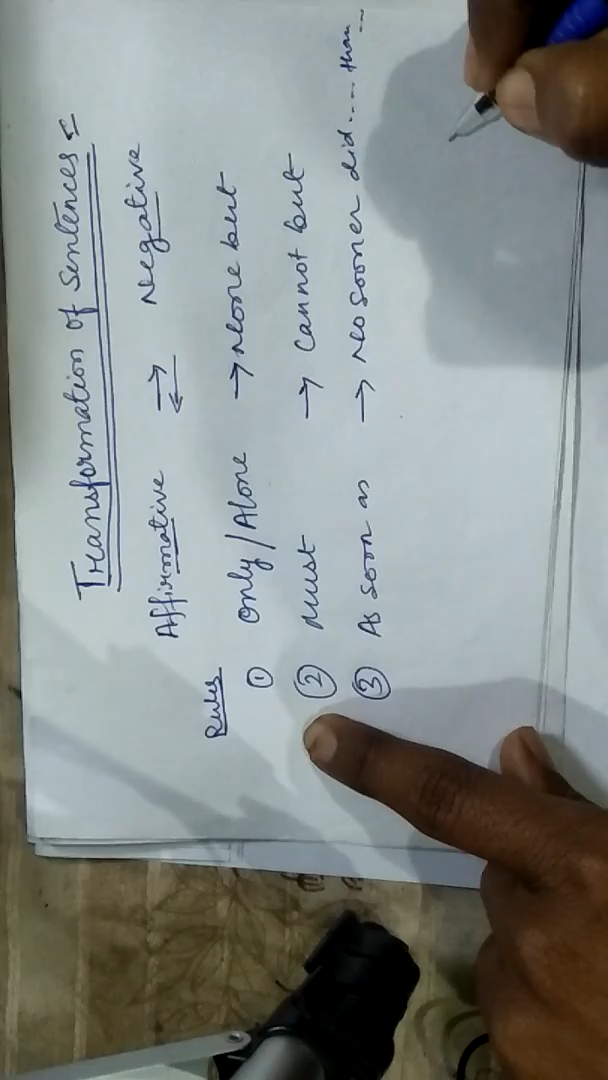 Transformation of Sentences :-
Affirmative ⇄ Negative
Rules
① Only/Alone → None but
② Must → Cannot but
③ As soon as → No sooner did.... than...